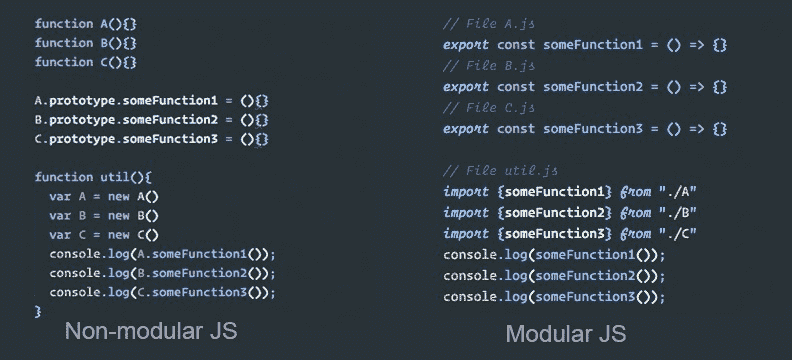 function A(){}
function B(){}
function C(){}
A.prototype.someFunction1 = (){}
B.prototype.someFunction2 = (){}
C.prototype.someFunction3 = (){}
function util(){
var A = new A()
var B = new B()
var C = new C()
console.log(A.someFunction1());
console.log(B.someFunction2());
console.log(C.someFunction3());
}
Non-modular JS
// File A.js
export const someFunction1 = () => {}
// File B.js
export const someFunction2 = () => {}
// File C.js
export const someFunction3 = () => {}
// File util.js
import {someFunction1} from "./A"
import {someFunction2} from "./B"
import {someFunction3} from "./C"
console.log(someFunction1());
console.log(someFunction2());
console.log(someFunction3());
Modular JS